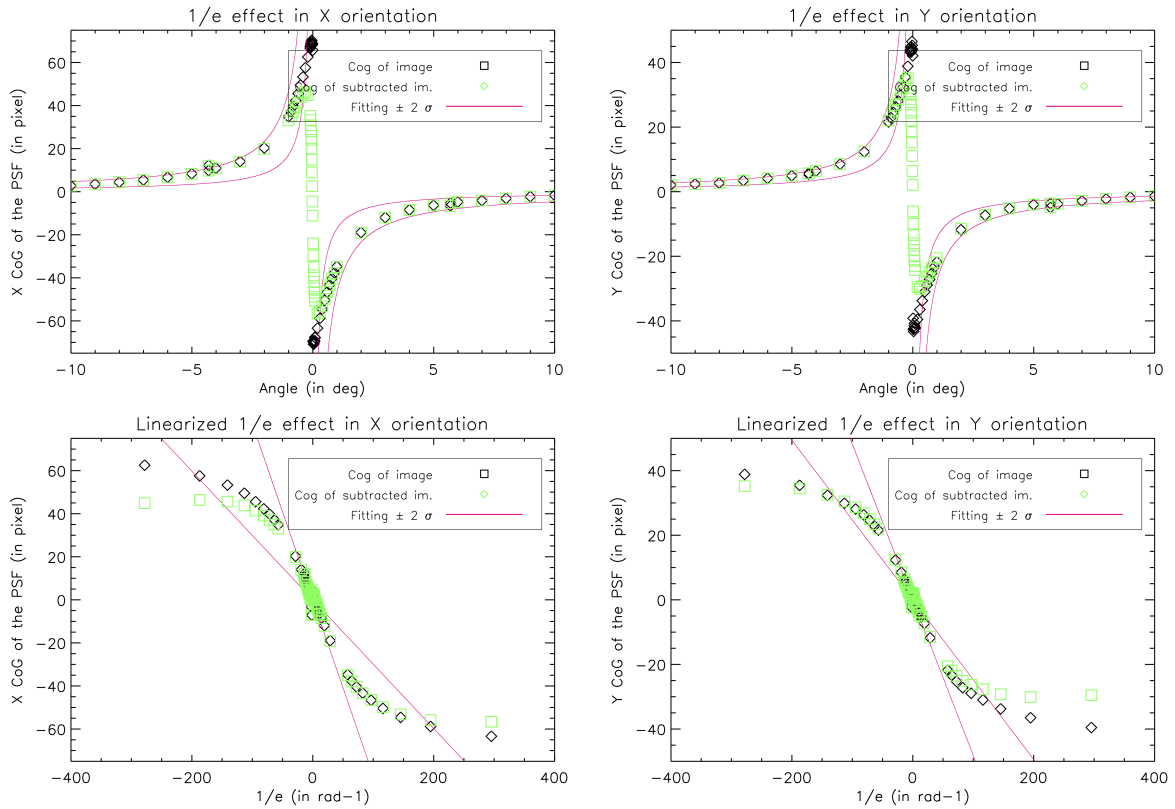 1/e effect in X orientation
X CoG of the PSF (in pixel)
60
40
20
0
−20
−40
−60
Cog of image
Cog of subtracted im.
Fitting ± 2 σ
−10
−5
0
5
10
Angle (in deg)
1/e effect in Y orientation
Y CoG of the PSF (in pixel)
40
20
0
−20
−40
Cog of image
Cog of subtracted im.
Fitting ± 2 σ
−10
−5
0
5
10
Angle (in deg)
Linearized 1/e effect in X orientation
X CoG of the PSF (in pixel)
60
40
20
0
−20
−40
−60
Cog of image
Cog of subtracted im.
Fitting ± 2 σ
−400
−200
0
200
400
1/e (in rad−1)
Linearized 1/e effect in Y orientation
Y CoG of the PSF (in pixel)
40
20
0
−20
−40
Cog of image
Cog of subtracted im.
Fitting ± 2 σ
−400
−200
0
200
400
1/e (in rad−1)